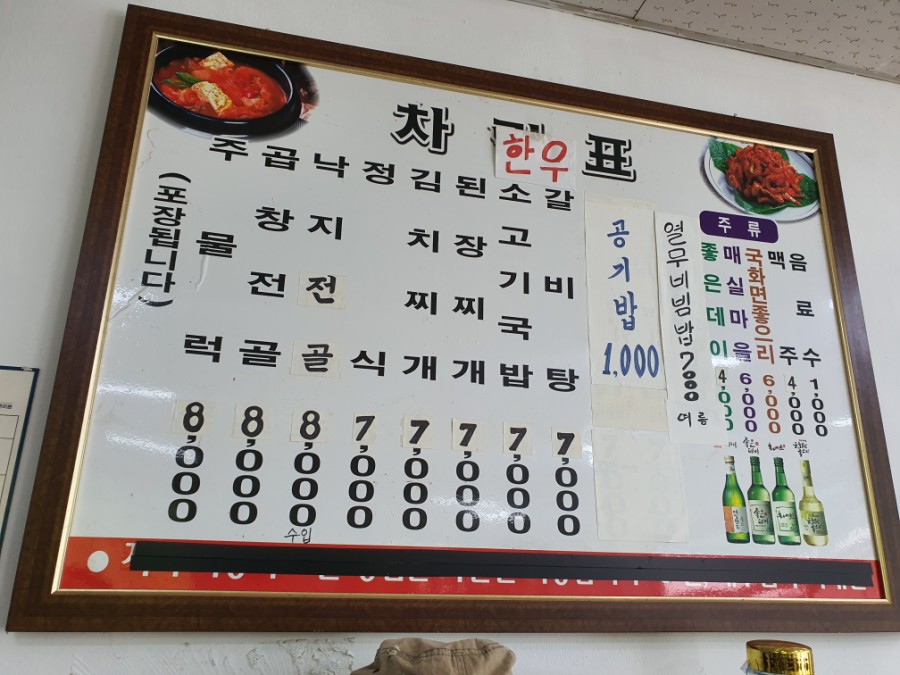 차 표
한우
(포장됩니다)
주물럭 8,000
곱창전골 8,000
낙지전골 8,000
수입
정식 7,000
김치찌개 7,000
된장찌개 7,000
소고기국밥 7,000
갈비탕 7,000
공기밥 1,000
열무비빔밥
여름
주류
좋은데이 4,000
매실마을 6,000
국화면좋으리 6,000
맥주 4,000
음료수 1,000